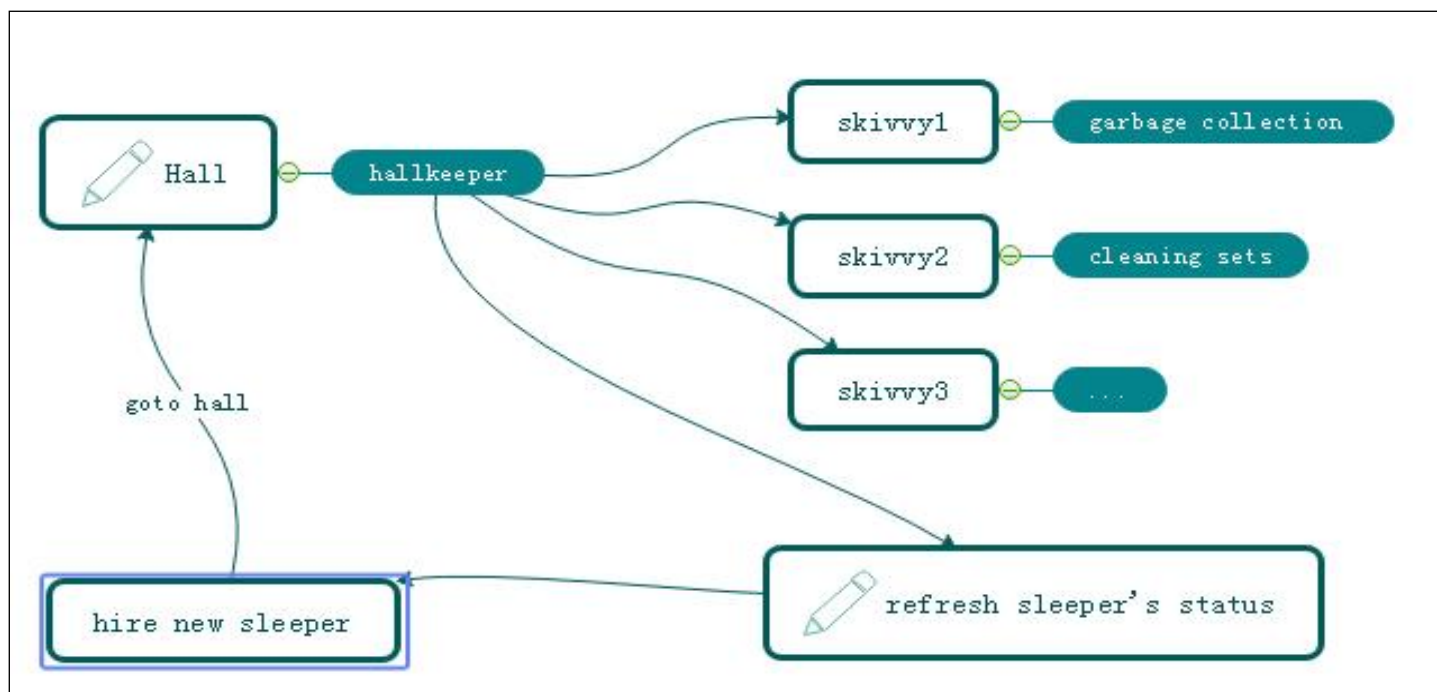 Hall
hallkeeper
skivvy1
garbage collection
skivvy2
cleaning sets
skivvy3
...
goto hall
hire new sleeper
refresh sleeper's status